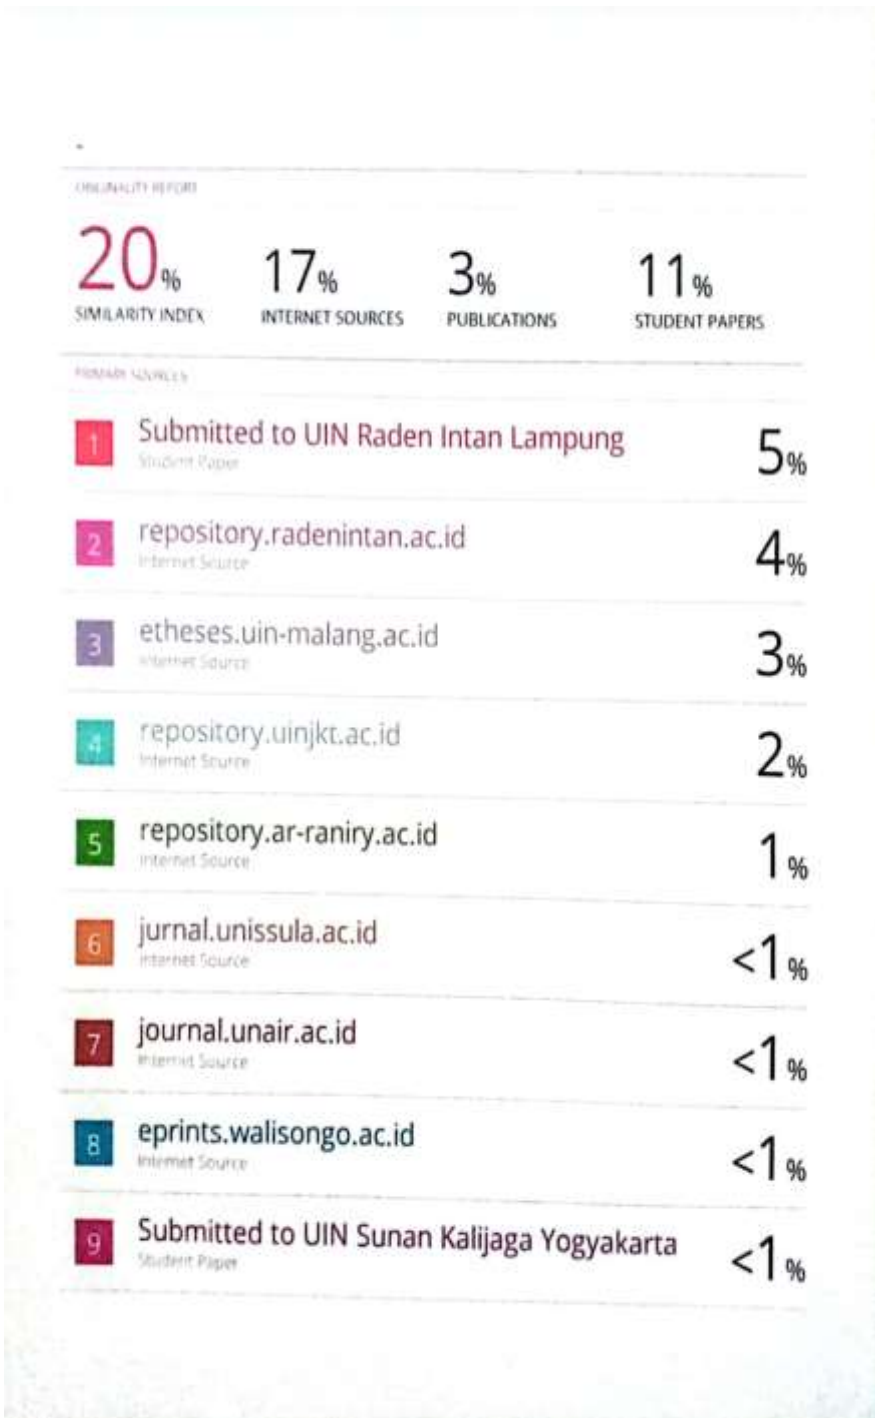 ORIGINALITY REPORT
20%
SIMILARITY INDEX
17%
INTERNET SOURCES
3%
PUBLICATIONS
11%
STUDENT PAPERS
PRIMARY SOURCES
1
Submitted to UIN Raden Intan Lampung
Student Paper
5%
2
repository.radenintan.ac.id
Internet Source
4%
3
etheses.uin-malang.ac.id
Internet Source
3%
4
repository.uinjkt.ac.id
Internet Source
2%
5
repository.ar-raniry.ac.id
Internet Source
1%
6
jurnal.unissula.ac.id
Internet Source
<1%
7
journal.unair.ac.id
Internet Source
<1%
8
eprints.walisongo.ac.id
Internet Source
<1%
9
Submitted to UIN Sunan Kalijaga Yogyakarta
Student Paper
<1%